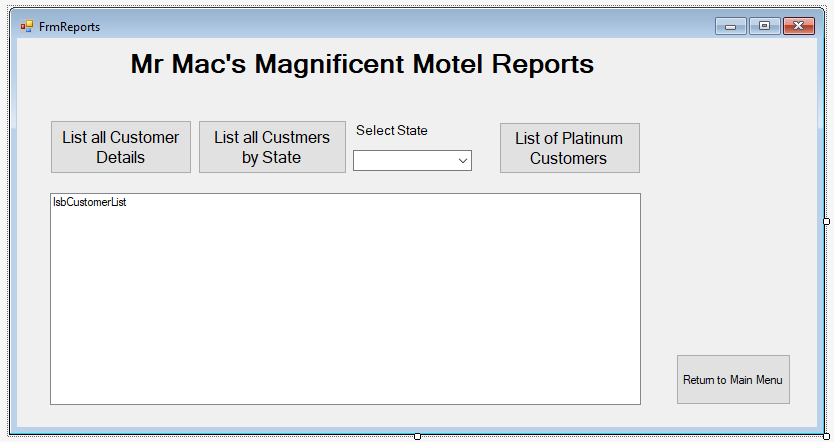 FrmReports
Mr Mac's Magnificent Motel Reports
List all Customer
Details
List all Custmers
by State
Select State
List of Platinum
Customers
lsbCustomerList
Return to Main Menu